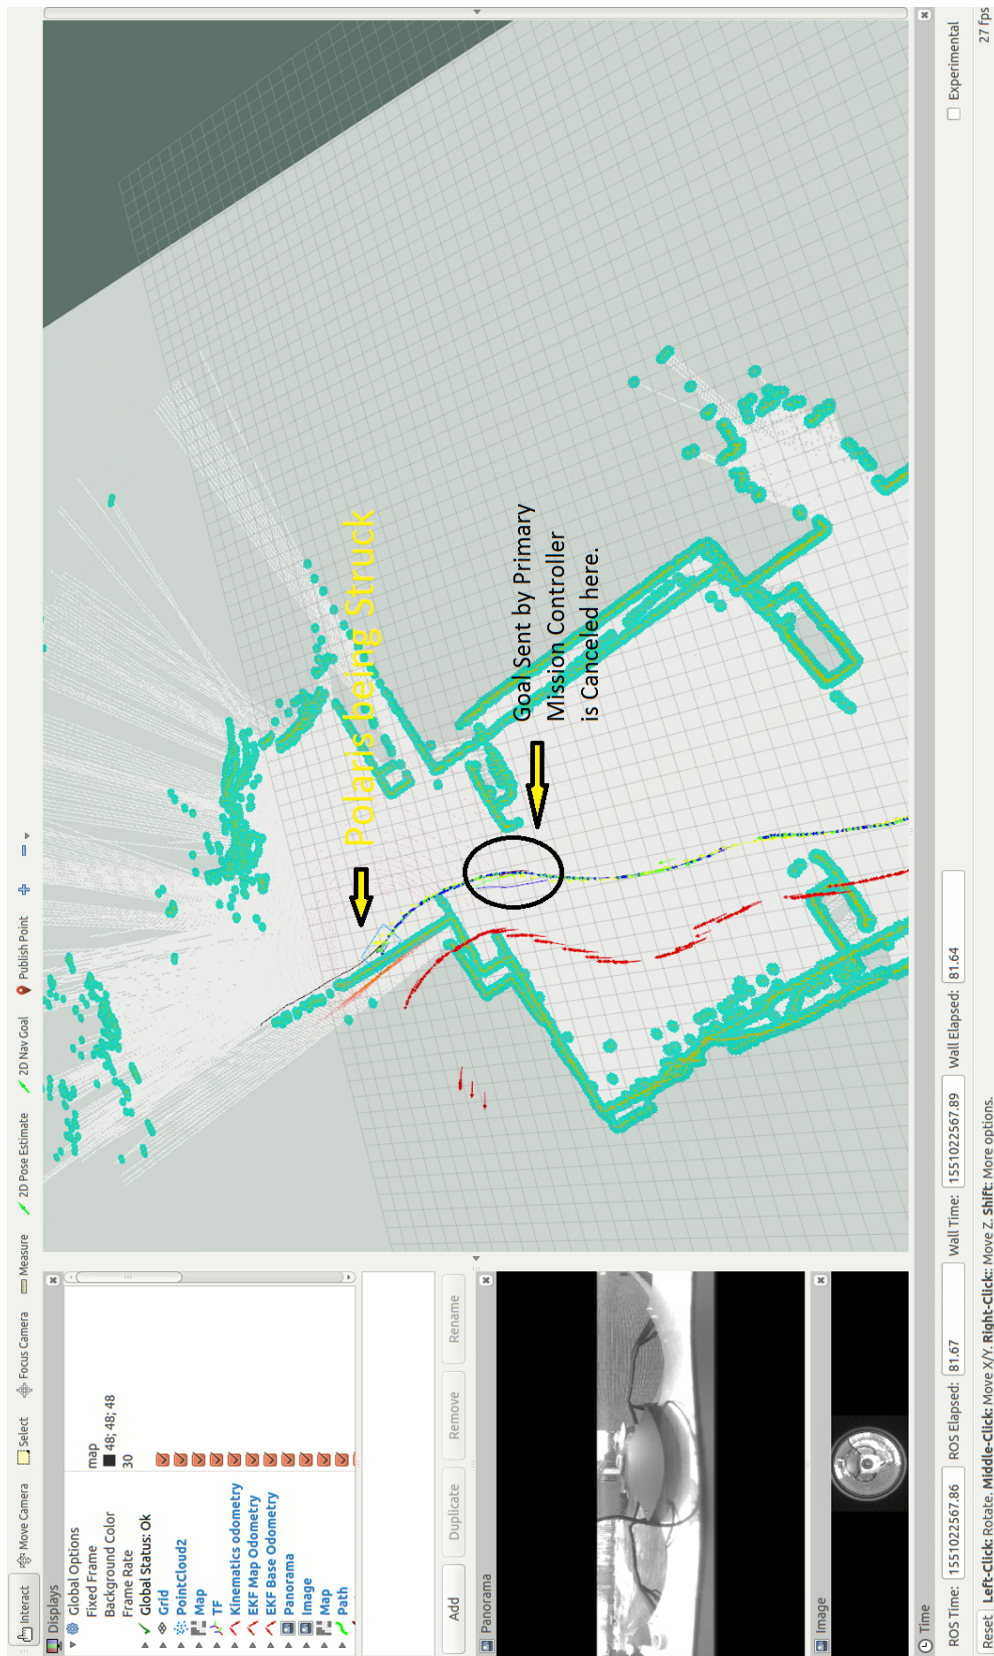 Interact Move Camera Select Focus Camera Measure 2D Pose Estimate 2D Nav Goal Publish Point
Displays
Global Options
Fixed Frame map
Background Color 48; 48; 48
Frame Rate 30
Global Status: Ok
Grid
PointCloud2
Map
TF
Kinematics odometry
EKF Map Odometry
EKF Base Odometry
Panorama
Image
Map
Path
Add Duplicate Remove Rename
Panorama
Image
Polaris being Struck
Goal Sent by Primary
Mission Controller
is Canceled here.
Time
ROS Time: 1551022567.86 ROS Elapsed: 81.67 Wall Time: 1551022567.89 Wall Elapsed: 81.64 Experimental
Reset Left-Click: Rotate. Middle-Click: Move X/Y. Right-Click:: Move Z. Shift: More options. 27 fps